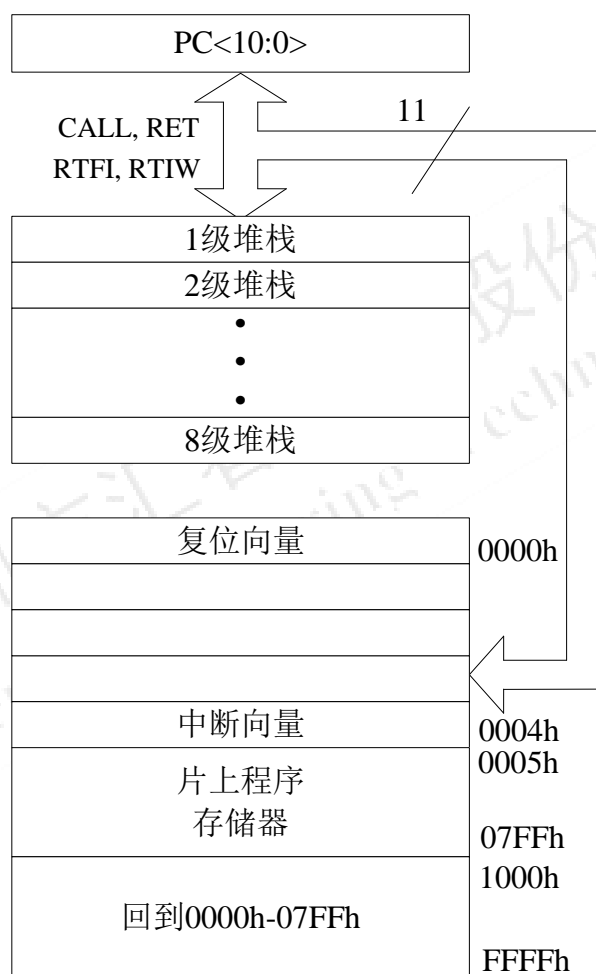 PC<10:0>
CALL, RET
RTFI, RTIW
11
1级堆栈
2级堆栈
8级堆栈
复位向量
0000h
中断向量
0004h
0005h
片上程序
存储器
07FFh
1000h
回到0000h-07FFh
FFFFh